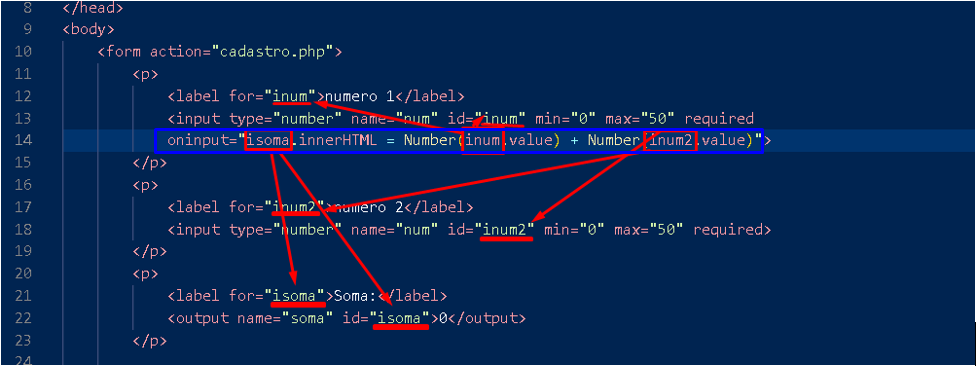 8 </head>
9 <body>
10 <form action="cadastro.php">
11 <p>
12 <label for="inum">numero 1</label>
13 <input type="number" name="num" id="inum" min="0" max="50" required
14 oninput="isoma.innerHTML = Number(inum.value) + Number(inum2.value)">
15 </p>
16 <p>
17 <label for="inum2">numero 2</label>
18 <input type="number" name="num" id="inum2" min="0" max="50" required>
19 </p>
20 <p>
21 <label for="isoma">Soma:</label>
22 <output name="soma" id="isoma">0</output>
23 </p>
24